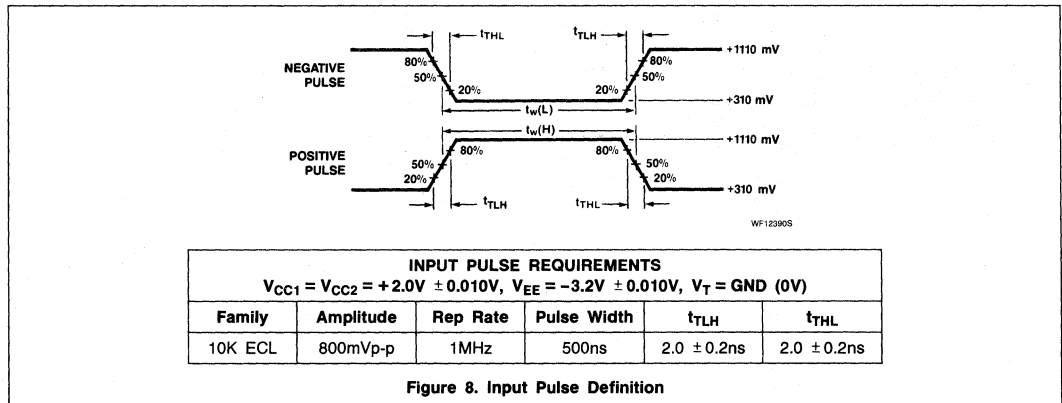 tTHL
tTLH
NEGATIVE
PULSE
80%
50%
20%
80%
50%
20%
+1110 mV
+310 mV
tw(L)
tw(H)
POSITIVE
PULSE
80%
50%
20%
80%
50%
20%
+1110 mV
+310 mV
tTLH
tTHL
WF12390S
INPUT PULSE REQUIREMENTS
VCC1 = VCC2 = +2.0V ±0.010V, VEE = −3.2V ±0.010V, VT = GND (0V)
Family Amplitude Rep Rate Pulse Width tTLH tTHL
10K ECL 800mVp-p 1MHz 500ns 2.0 ±0.2ns 2.0 ±0.2ns
Figure 8. Input Pulse Definition